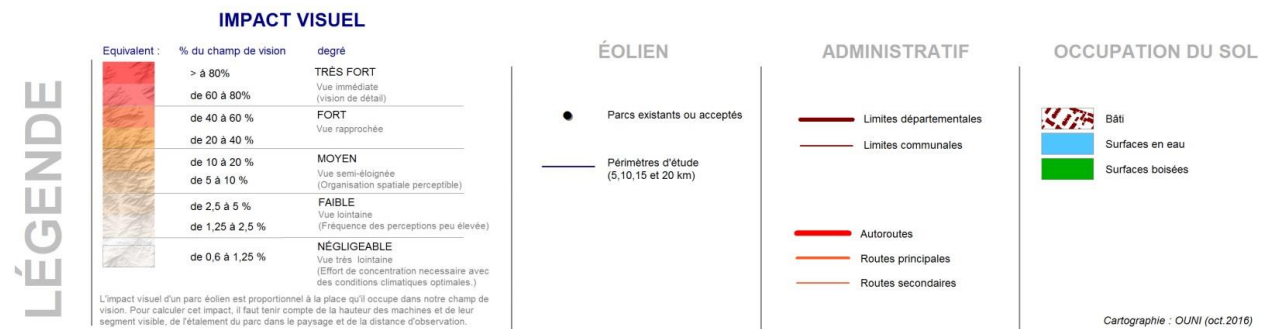 LÉGENDE
IMPACT VISUEL
Equivalent : % du champ de vision degré
> à 80% TRÈS FORT
Vue immédiate
de 60 à 80% (vision de détail)
de 40 à 60 % FORT
Vue rapprochée
de 20 à 40 %
de 10 à 20 % MOYEN
Vue semi-éloignée
de 5 à 10 % (Organisation spatiale perceptible)
de 2,5 à 5 % FAIBLE
Vue lointaine
de 1,25 à 2,5 % (Fréquence des perceptions peu élevée)
NÉGLIGEABLE
de 0,6 à 1,25 % Vue très lointaine
(Effort de concentration necessaire avec
des conditions climatiques optimales.)
L'impact visuel d'un parc éolien est proportionnel à la place qu'il occupe dans notre champ de
vision. Pour calculer cet impact, il faut tenir compte de la hauteur des machines et de leur
segment visible, de l'étalement du parc dans le paysage et de la distance d'observation.
ÉOLIEN
Parcs existants ou acceptés
Périmètres d'étude
(5,10,15 et 20 km)
ADMINISTRATIF
Limites départementales
Limites communales
Autoroutes
Routes principales
Routes secondaires
OCCUPATION DU SOL
Bâti
Surfaces en eau
Surfaces boisées
Cartographie : OUNI (oct.2016)